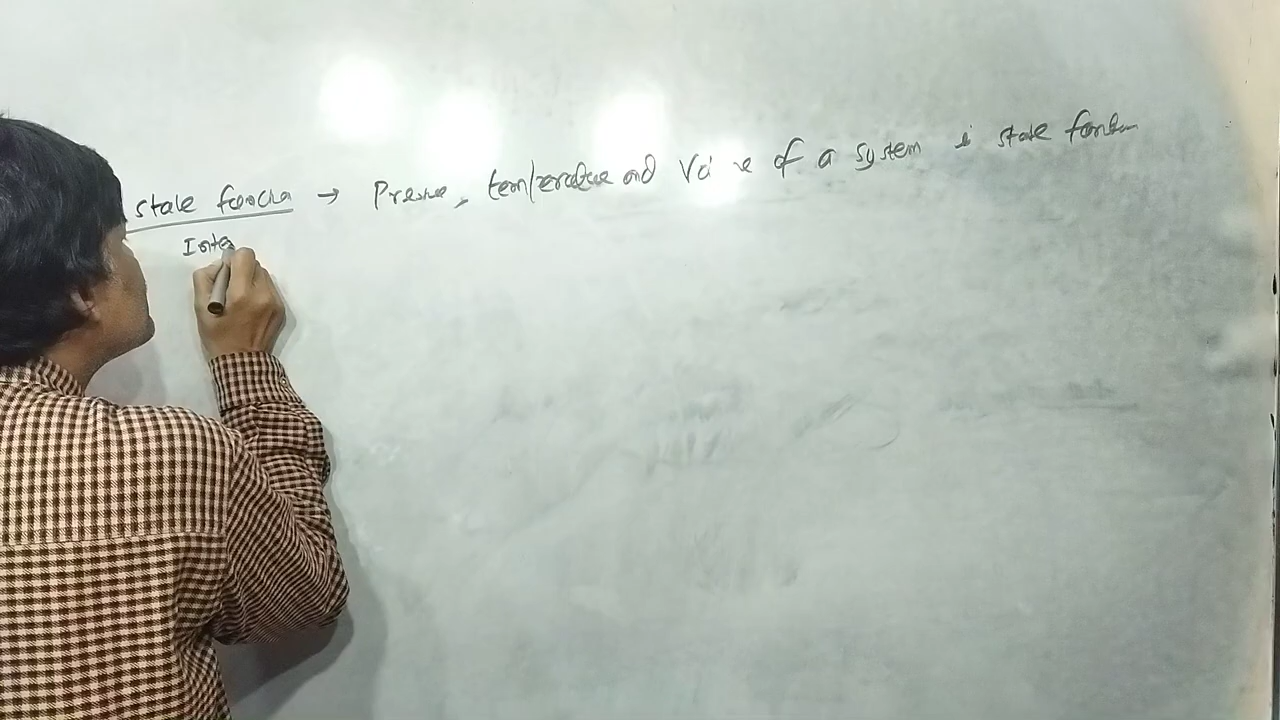 state function → Pressure, temperature and of a system is state function
Inte